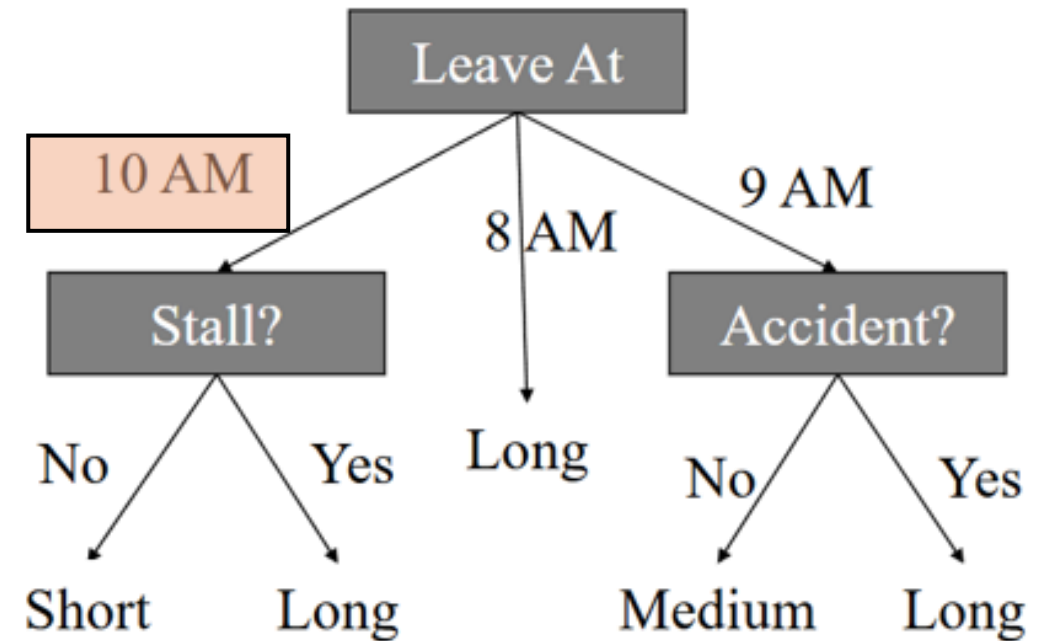 Leave At
10 AM
8 AM
9 AM
Stall?
Accident?
No
Yes
Long
No
Yes
Short
Long
Medium
Long